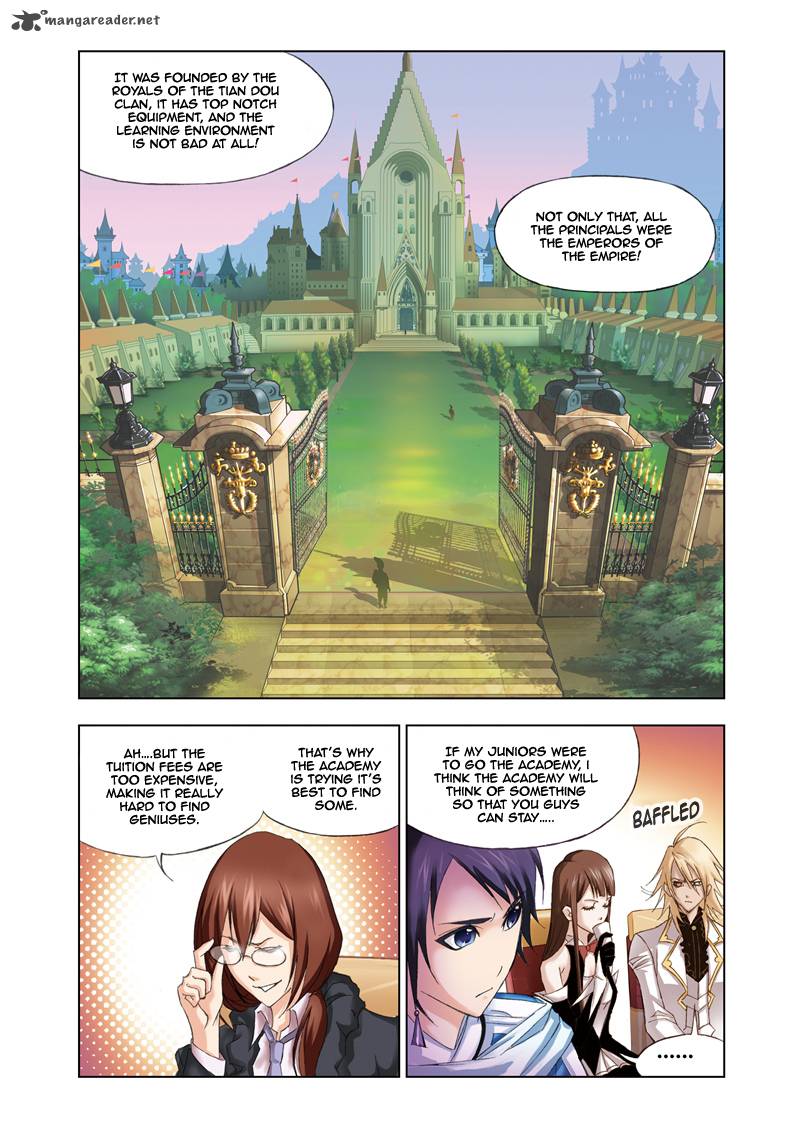 mangareader.net
IT WAS FOUNDED BY THE
ROYALS OF THE TIAN DOU
CLAN, IT HAS TOP NOTCH
EQUIPMENT, AND THE
LEARNING ENVIRONMENT
IS NOT BAD AT ALL!
NOT ONLY THAT, ALL
THE PRINCIPALS WERE
THE EMPERORS OF
THE EMPIRE!
AH....BUT THE
TUITION FEES ARE
TOO EXPENSIVE,
MAKING IT REALLY
HARD TO FIND
GENIUSES.
THAT'S WHY
THE ACADEMY
IS TRYING IT'S
BEST TO FIND
SOME.
IF MY JUNIORS WERE
TO GO THE ACADEMY, I
THINK THE ACADEMY WILL
THINK OF SOMETHING
SO THAT YOU GUYS
CAN STAY.....
BAFFLED
......